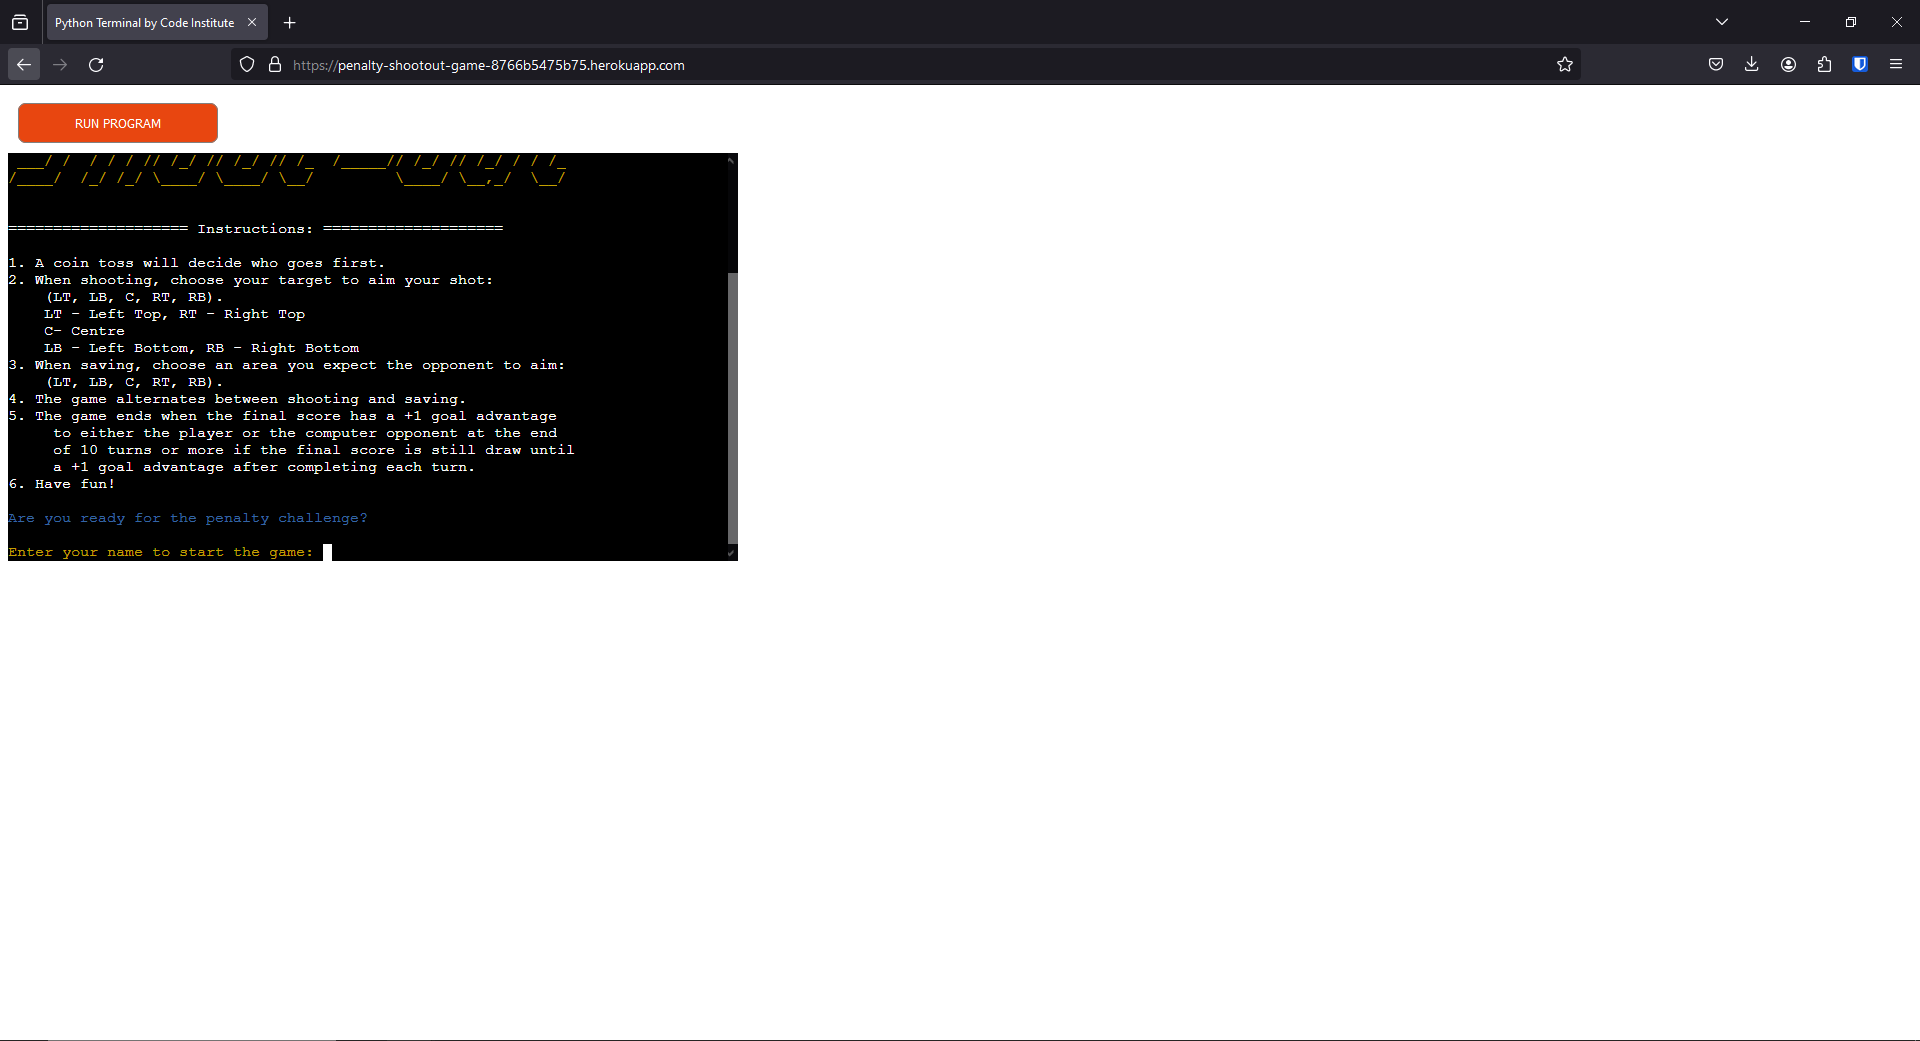 Python Terminal by Code Institute
https://penalty-shootout-game-8766b5475b75.herokuapp.com
RUN PROGRAM
==================== Instructions: ====================
1. A coin toss will decide who goes first.
2. When shooting, choose your target to aim your shot:
(LT, LB, C, RT, RB).
LT - Left Top, RT - Right Top
C- Centre
LB - Left Bottom, RB - Right Bottom
3. When saving, choose an area you expect the opponent to aim:
(LT, LB, C, RT, RB).
4. The game alternates between shooting and saving.
5. The game ends when the final score has a +1 goal advantage
to either the player or the computer opponent at the end
of 10 turns or more if the final score is still draw until
a +1 goal advantage after completing each turn.
6. Have fun!
Are you ready for the penalty challenge?
Enter your name to start the game: